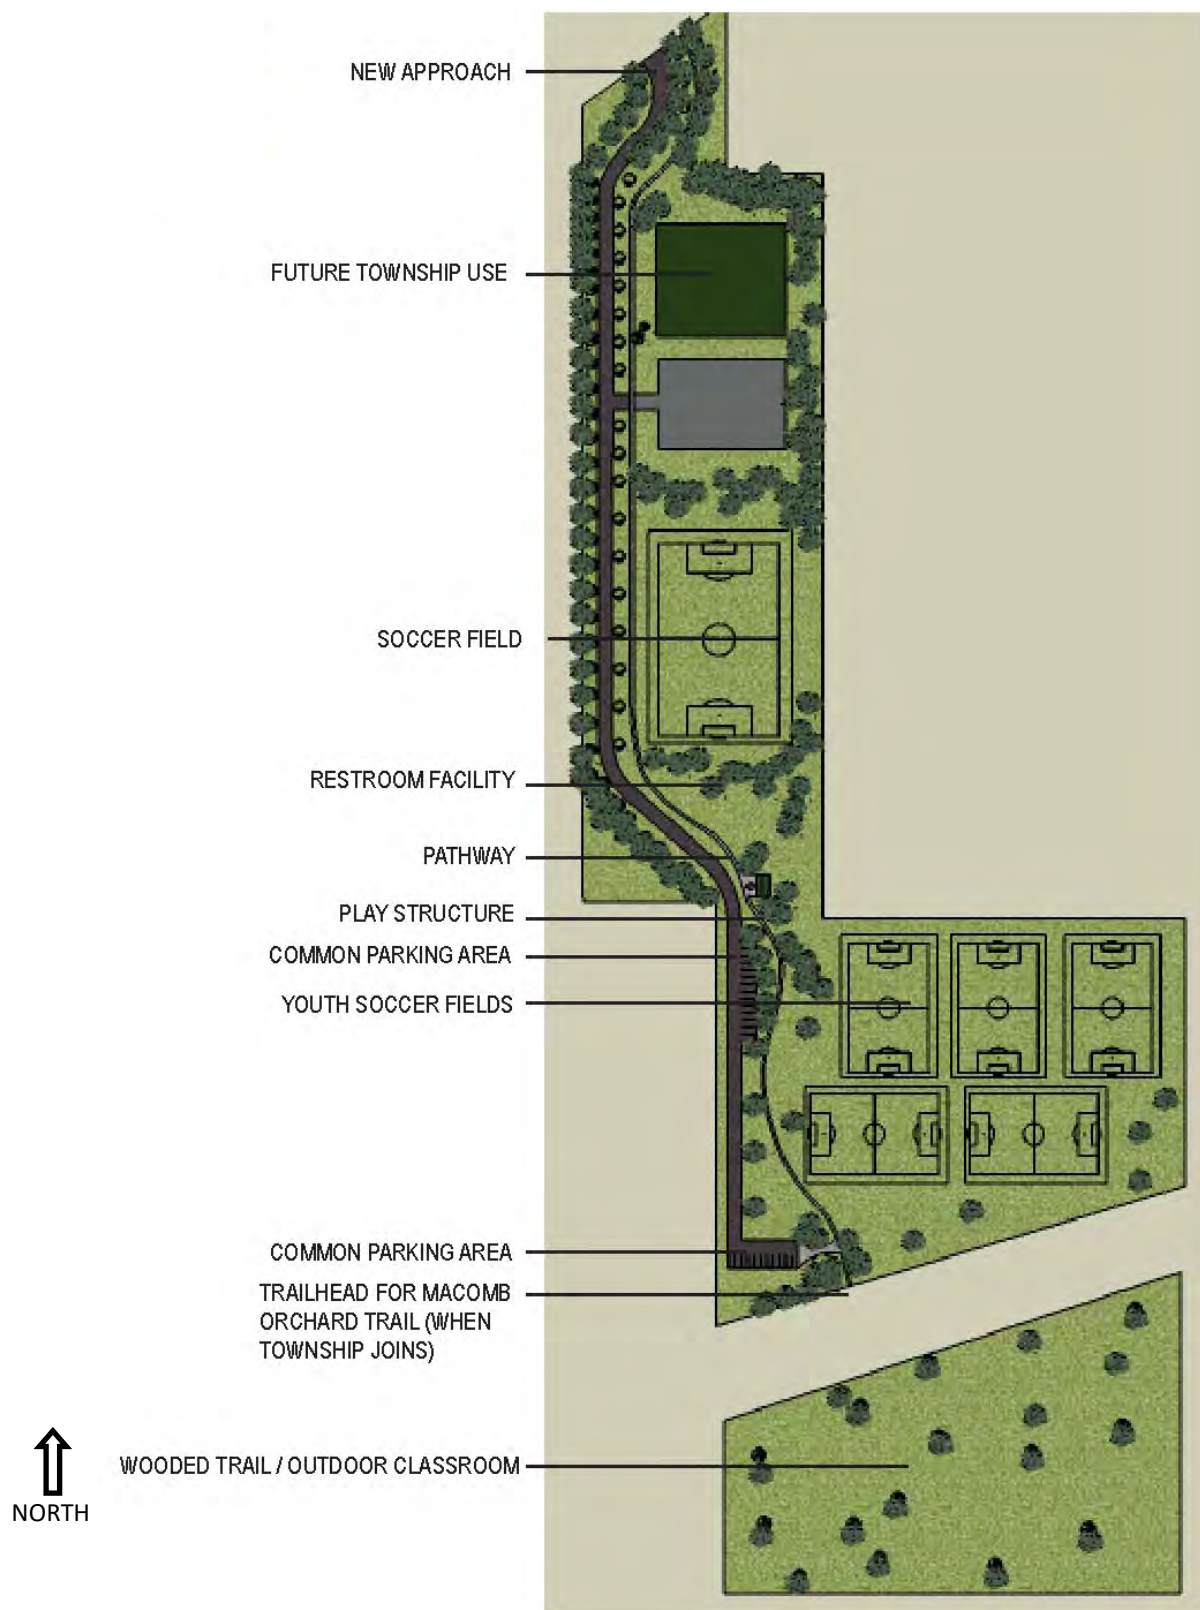 NEW APPROACH
FUTURE TOWNSHIP USE
SOCCER FIELD
RESTROOM FACILITY
PATHWAY
PLAY STRUCTURE
COMMON PARKING AREA
YOUTH SOCCER FIELDS
COMMON PARKING AREA
TRAILHEAD FOR MACOMB
ORCHARD TRAIL (WHEN
TOWNSHIP JOINS)
WOODED TRAIL / OUTDOOR CLASSROOM
NORTH